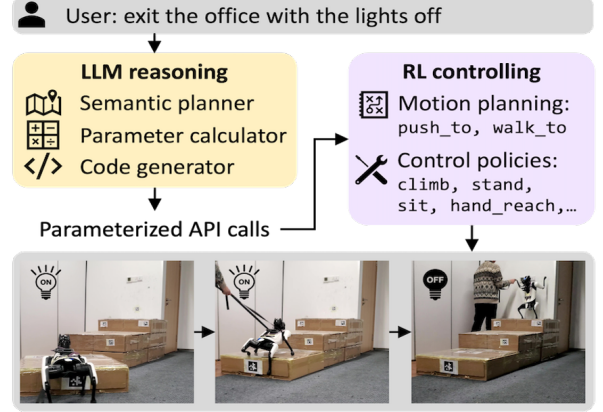 User: exit the office with the lights off
LLM reasoning
Semantic planner
Parameter calculator
Code generator
Parameterized API calls
RL controlling
Motion planning:
push_to, walk_to
Control policies:
climb, stand,
sit, hand_reach,…
ON
ON
OFF